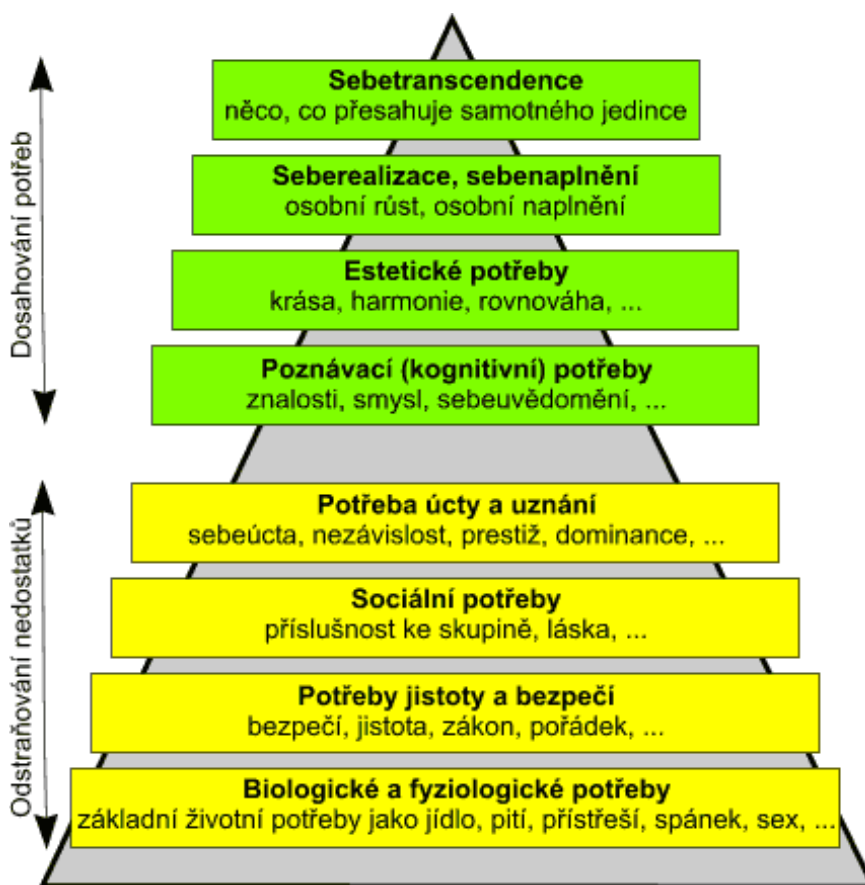 Sebetranscendence
něco, co přesahuje samotného jedince
Seberealizace, sebenaplnění
osobní růst, osobní naplnění
Estetické potřeby
krása, harmonie, rovnováha, ...
Poznávací (kognitivní) potřeby
znalosti, smysl, sebeuvědomění, ...
Dosahování potřeb
Potřeba úcty a uznání
sebeúcta, nezávislost, prestiž, dominance, ...
Sociální potřeby
příslušnost ke skupině, láska, ...
Potřeby jistoty a bezpečí
bezpečí, jistota, zákon, pořádek, ...
Biologické a fyziologické potřeby
základní životní potřeby jako jídlo, pití, přístřeší, spánek, sex, ...
Odstraňování nedostatků